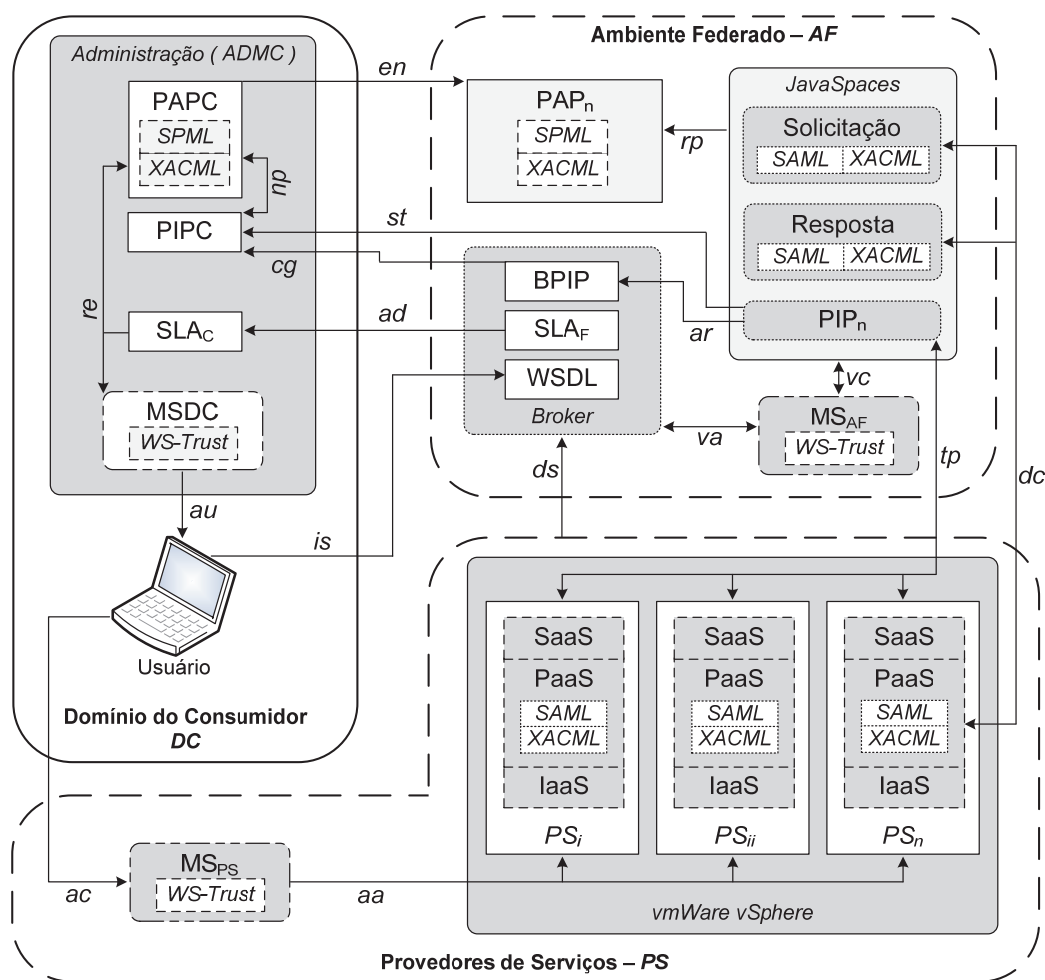 Administração ( ADMC )
PAPC
SPML
XACML
np
PIPC
re
SLAC
MSDC
WS-Trust
au
Usuário
Domínio do Consumidor
DC
en
st
cg
ad
is
Ambiente Federado – AF
PAPn
SPML
XACML
rp
JavaSpaces
Solicitação
SAML
XACML
Resposta
SAML
XACML
PIPn
BPIP
SLAF
WSDL
Broker
ar
vc
va
MSAF
WS-Trust
ds
tp
dc
SaaS
PaaS
SAML
XACML
IaaS
PSi
SaaS
PaaS
SAML
XACML
IaaS
PSii
SaaS
PaaS
SAML
XACML
IaaS
PSn
vmWare vSphere
ac
MSPS
WS-Trust
aa
Provedores de Serviços – PS